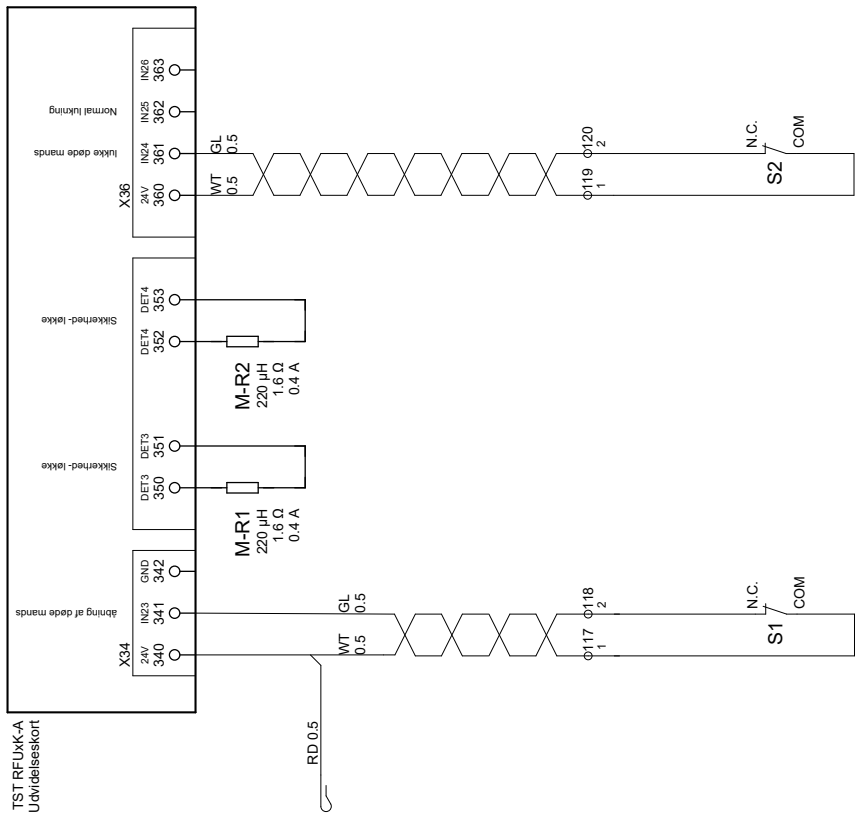 TST RFUxK-A
Udvidelseskort
X34
24V
340
IN23
341
GND
342
åbning af døde mands
DET3
350
DET3
351
Sikkerhed-løkke
DET4
352
DET4
353
Sikkerhed-løkke
X36
24V
360
IN24
361
IN25
362
IN26
363
lukke døde mands
Normal lukning
M-R1
220 µH
1.6 Ω
0.4 A
M-R2
220 µH
1.6 Ω
0.4 A
RD 0.5
WT
0.5
GL
0.5
WT
0.5
GL
0.5
117
1
118
2
119
1
120
2
S1
N.C.
COM
S2
N.C.
COM